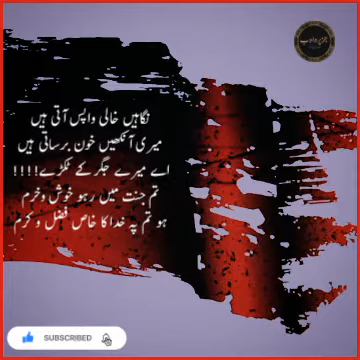 نگاہیں خالی واپس آتی ہیں
میری آنکھیں خون برساتی ہیں
اے میرے جگر کے ٹکڑے!!!!
تم جنت میں رہو خوش وخرم
ہو تم پہ خدا کا خاص فضل و کرم
SUBSCRIBED